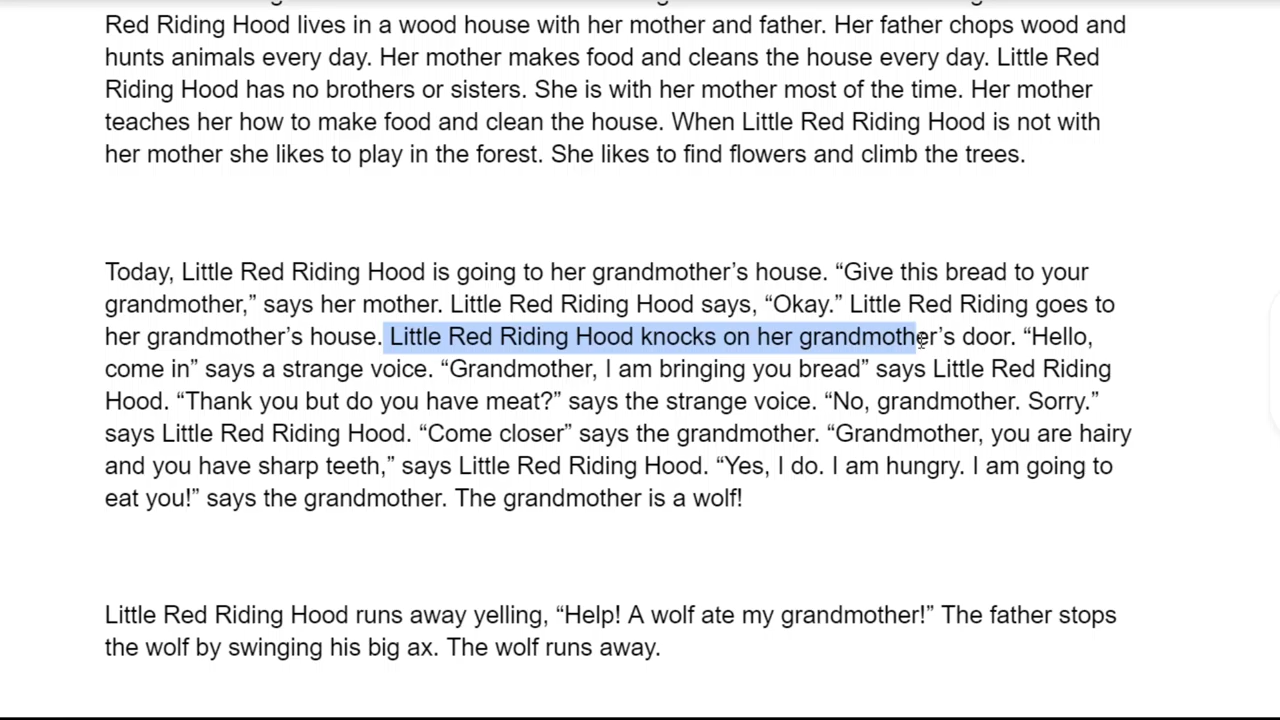 Red Riding Hood lives in a wood house with her mother and father. Her father chops wood and
hunts animals every day. Her mother makes food and cleans the house every day. Little Red
Riding Hood has no brothers or sisters. She is with her mother most of the time. Her mother
teaches her how to make food and clean the house. When Little Red Riding Hood is not with
her mother she likes to play in the forest. She likes to find flowers and climb the trees.
Today, Little Red Riding Hood is going to her grandmother’s house. “Give this bread to your
grandmother,” says her mother. Little Red Riding Hood says, “Okay.” Little Red Riding goes to
her grandmother’s house. Little Red Riding Hood knocks on her grandmother’s door. “Hello,
come in” says a strange voice. “Grandmother, I am bringing you bread” says Little Red Riding
Hood. “Thank you but do you have meat?” says the strange voice. “No, grandmother. Sorry.”
says Little Red Riding Hood. “Come closer” says the grandmother. “Grandmother, you are hairy
and you have sharp teeth,” says Little Red Riding Hood. “Yes, I do. I am hungry. I am going to
eat you!” says the grandmother. The grandmother is a wolf!
Little Red Riding Hood runs away yelling, “Help! A wolf ate my grandmother!” The father stops
the wolf by swinging his big ax. The wolf runs away.